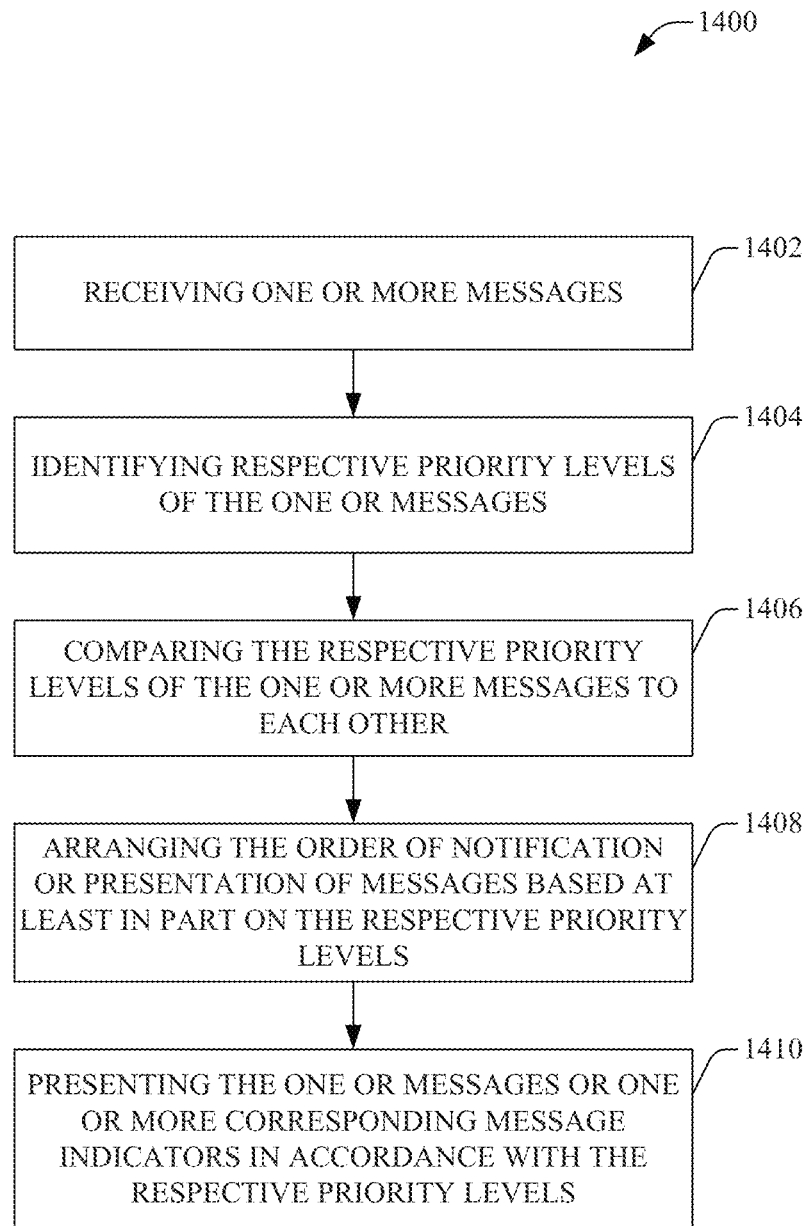 1400
1402
RECEIVING ONE OR MORE MESSAGES
1404
IDENTIFYING RESPECTIVE PRIORITY LEVELS
OF THE ONE OR MESSAGES
1406
COMPARING THE RESPECTIVE PRIORITY
LEVELS OF THE ONE OR MORE MESSAGES TO
EACH OTHER
1408
ARRANGING THE ORDER OF NOTIFICATION
OR PRESENTATION OF MESSAGES BASED AT
LEAST IN PART ON THE RESPECTIVE PRIORITY
LEVELS
1410
PRESENTING THE ONE OR MESSAGES OR ONE
OR MORE CORRESPONDING MESSAGE
INDICATORS IN ACCORDANCE WITH THE
RESPECTIVE PRIORITY LEVELS